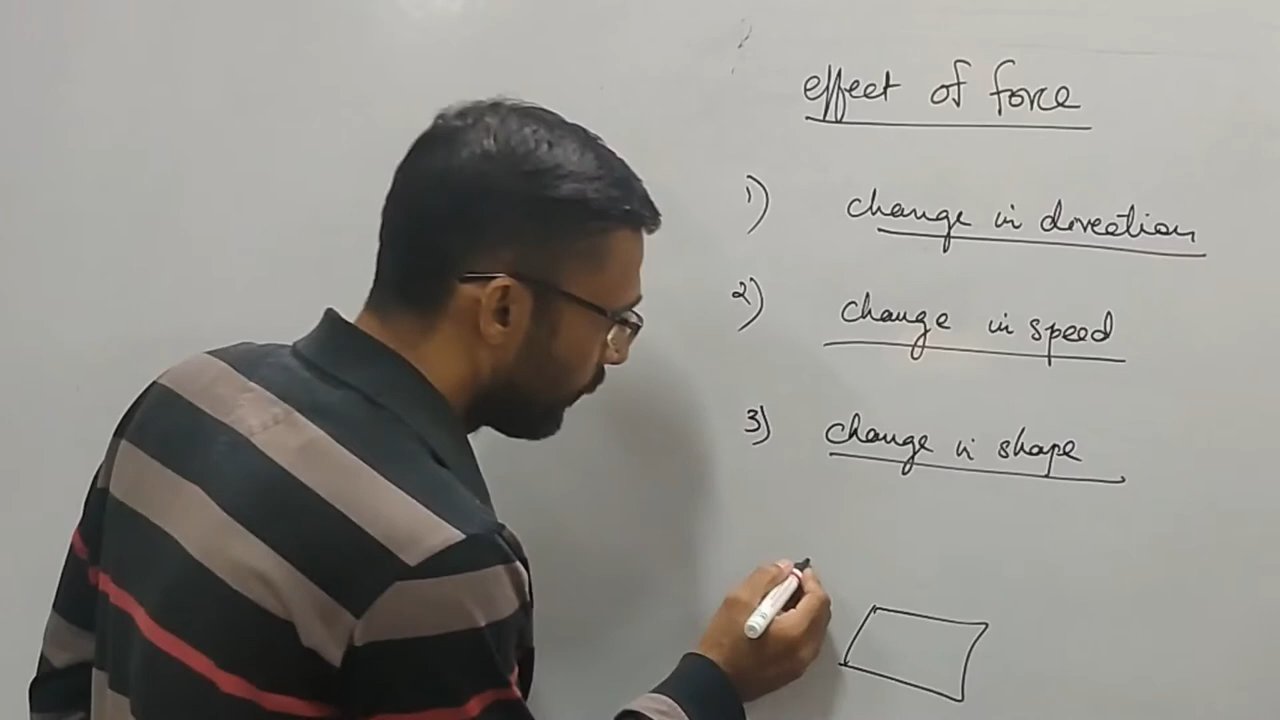 effect of force
1) change in direction
2) change in speed
3) change in shape